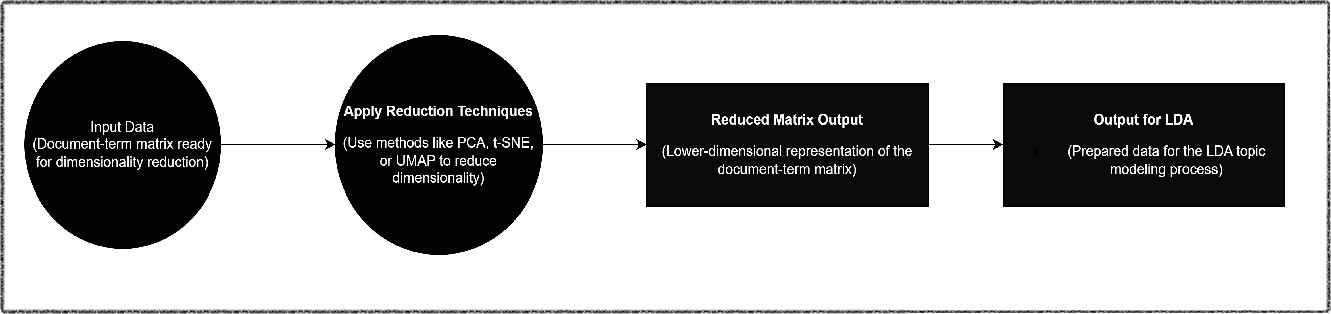 Input Data
(Document-term matrix ready
for dimensionality reduction)
Apply Reduction Techniques
(Use methods like PCA, t-SNE,
or UMAP to reduce
dimensionality)
Reduced Matrix Output
(Lower-dimensional representation of the
document-term matrix)
Output for LDA
(Prepared data for the LDA topic
modeling process)